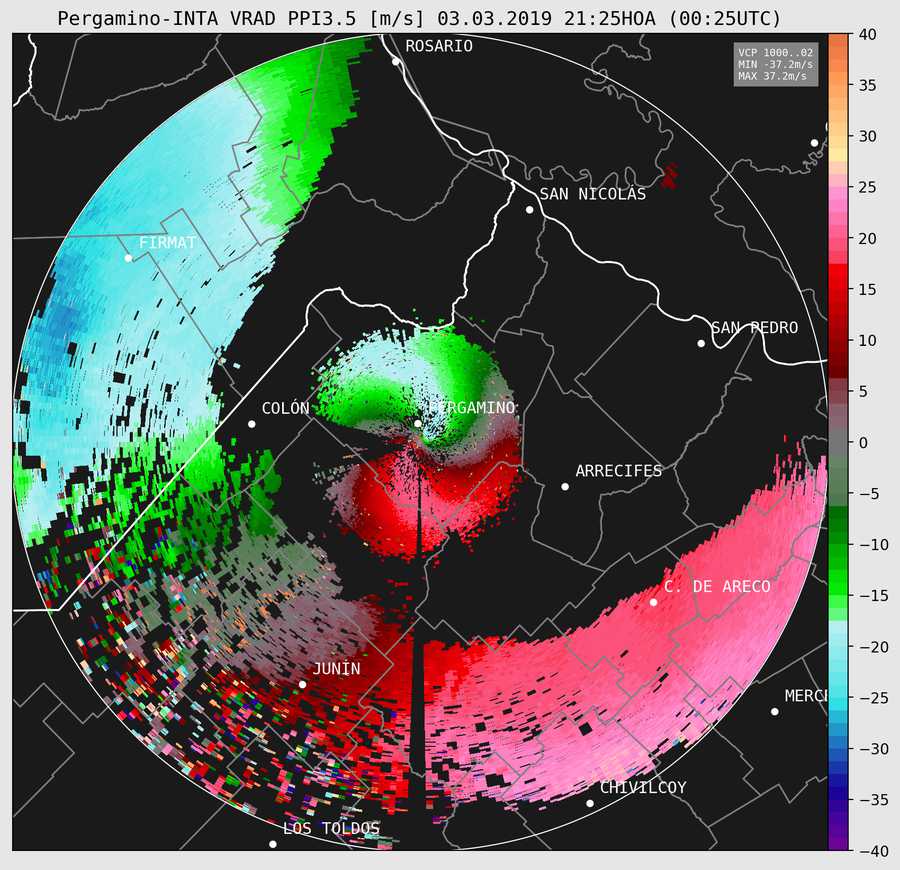 Pergamino-INTA VRAD PPI3.5 [m/s] 03.03.2019 21:25HOA (00:25UTC)
VCP 1000..02
MIN -37.2m/s
MAX 37.2m/s
ROSARIO
SAN NICOLÁS
FIRMAT
SAN PEDRO
COLÓN
PERGAMINO
ARRECIFES
C. DE ARECO
JUNÍN
MERCE
CHIVILCOY
LOS TOLDOS
40
35
30
25
20
15
10
5
0
−5
−10
−15
−20
−25
−30
−35
−40